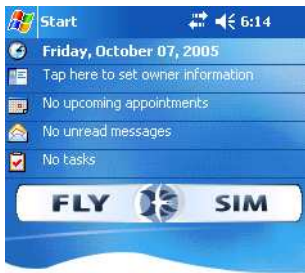 Start 6:14
Friday, October 07, 2005
Tap here to set owner information
No upcoming appointments
No unread messages
No tasks
FLY SIM